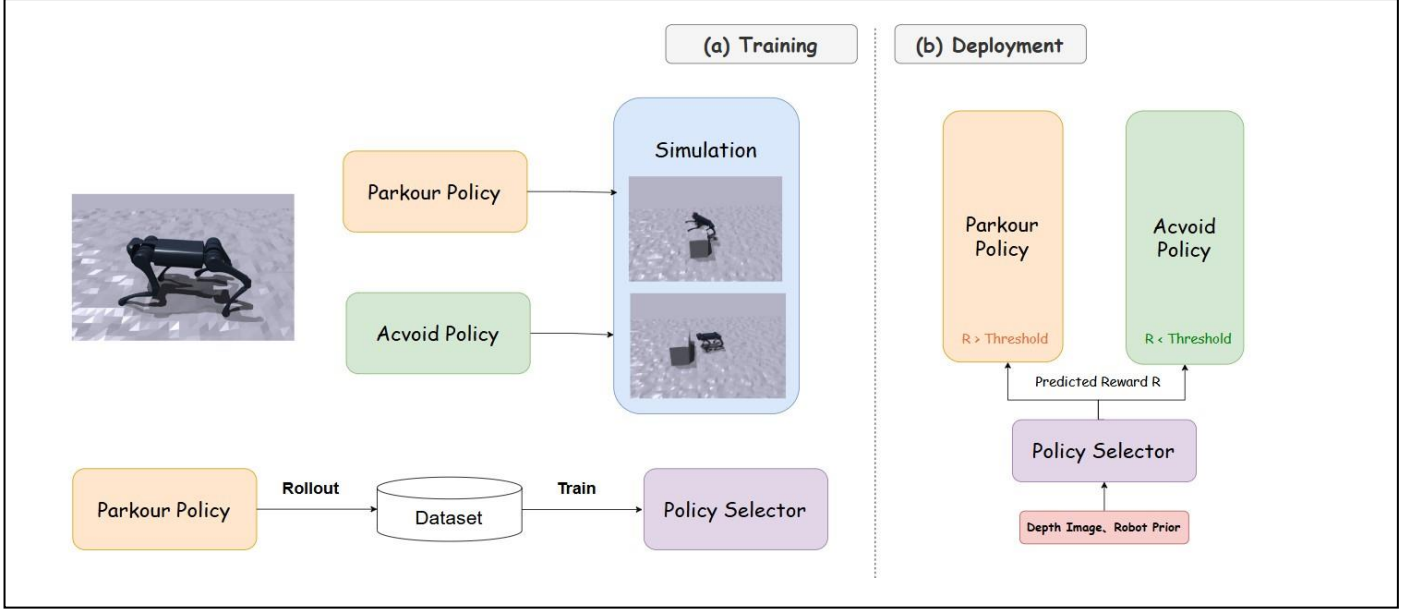 (a) Training
(b) Deployment
Simulation
Parkour Policy
Acvoid Policy
Parkour Policy
Rollout
Dataset
Train
Policy Selector
Parkour
Policy
R > Threshold
Acvoid
Policy
R < Threshold
Predicted Reward R
Policy Selector
Depth Image、Robot Prior